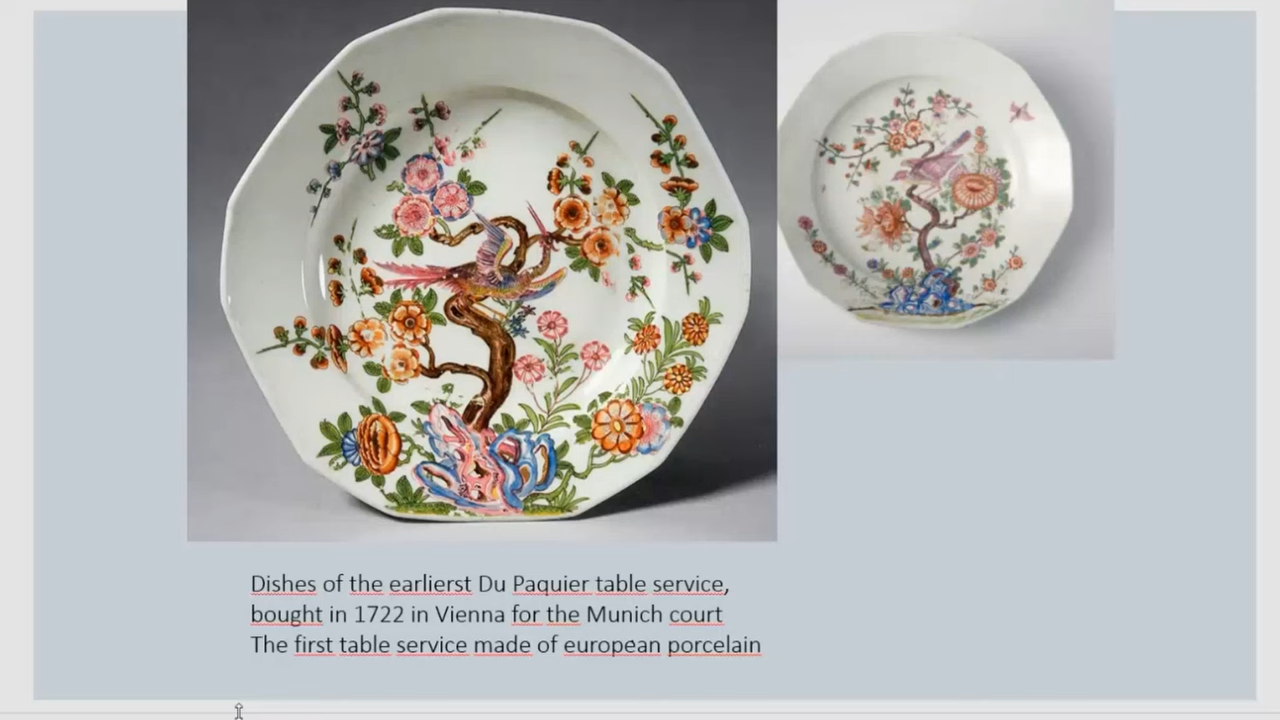 Dishes of the earlierst Du Paquier table service,
bought in 1722 in Vienna for the Munich court
The first table service made of european porcelain